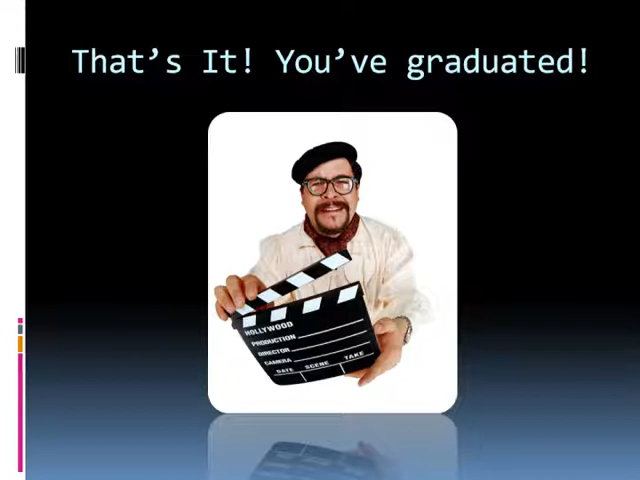 That’s It! You’ve graduated!
HOLLYWOOD
PRODUCTION
DIRECTOR
CAMERA
DATE SCENE TAKE